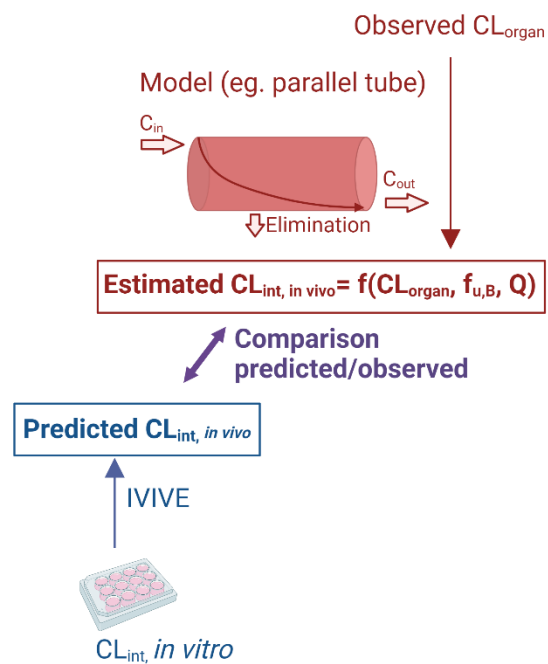 Observed CLorgan
Model (eg. parallel tube)
Cin
Cout
Elimination
Estimated CLint, in vivo= f(CLorgan, fu,B, Q)
Comparison
predicted/observed
Predicted CLint, in vivo
IVIVE
CLint, in vitro